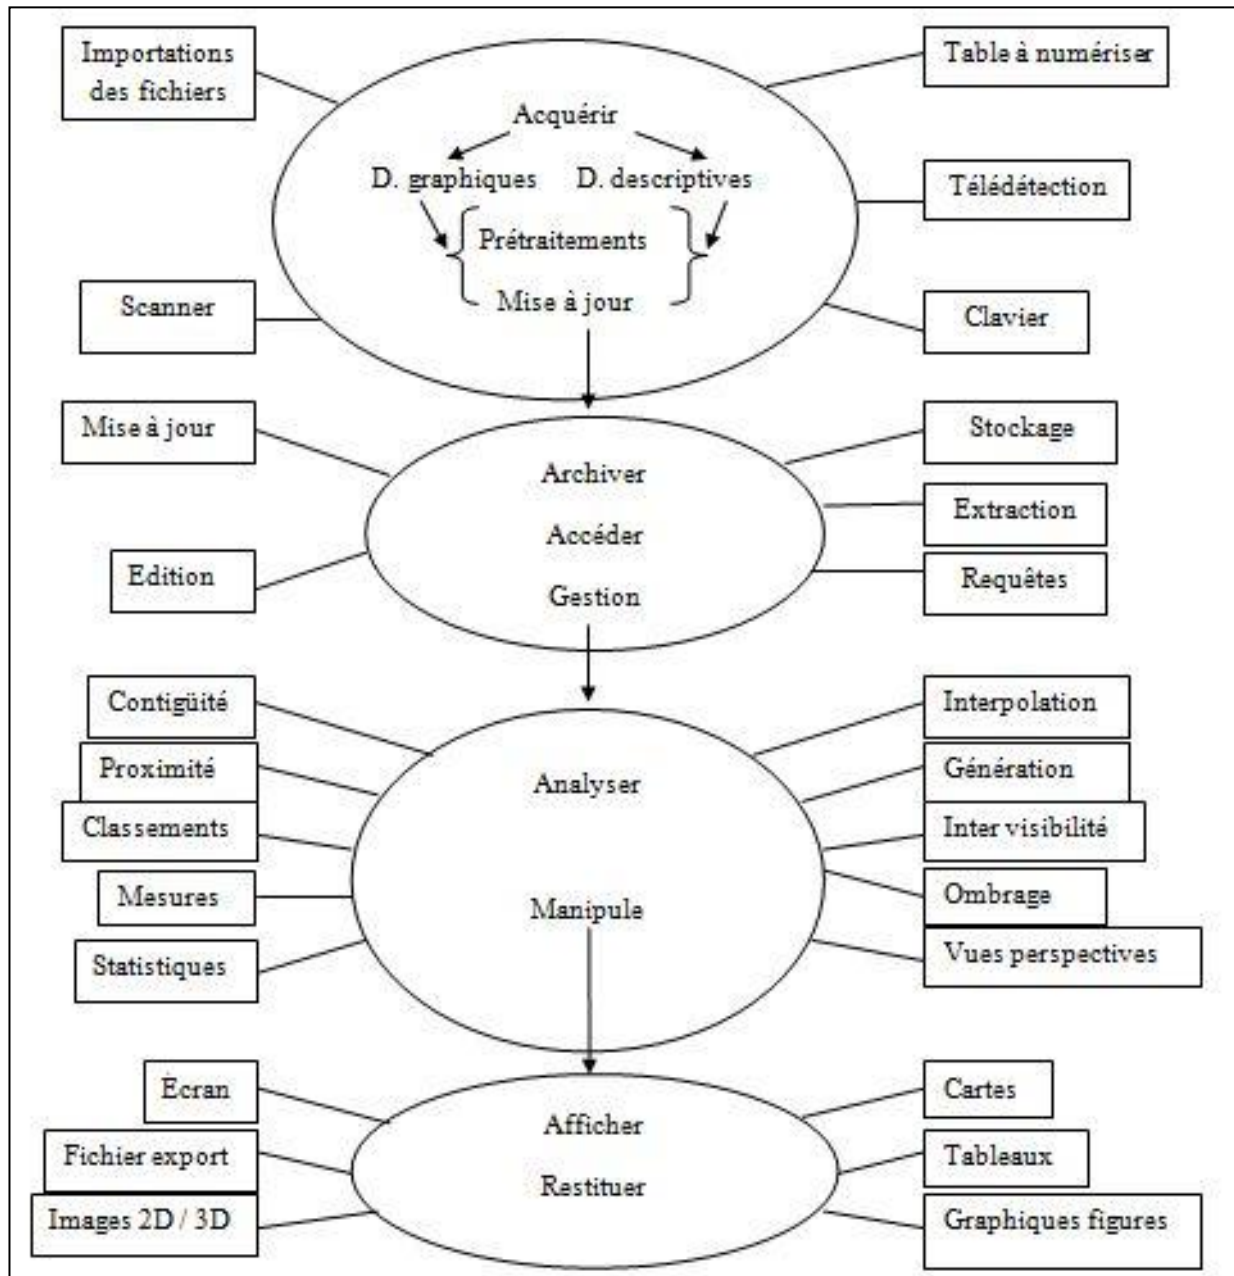 Importations
des fichiers
Table à numériser
Acquérir
D. graphiques D. descriptives
Télédétection
Prétraitements
Mise à jour
Scanner
Clavier
Mise à jour
Stockage
Archiver
Extraction
Accéder
Edition
Requêtes
Gestion
Contigüité
Interpolation
Proximité
Génération
Analyser
Classements
Inter visibilité
Mesures
Ombrage
Manipule
Statistiques
Vues perspectives
Écran
Cartes
Afficher
Fichier export
Tableaux
Restituer
Images 2D / 3D
Graphiques figures